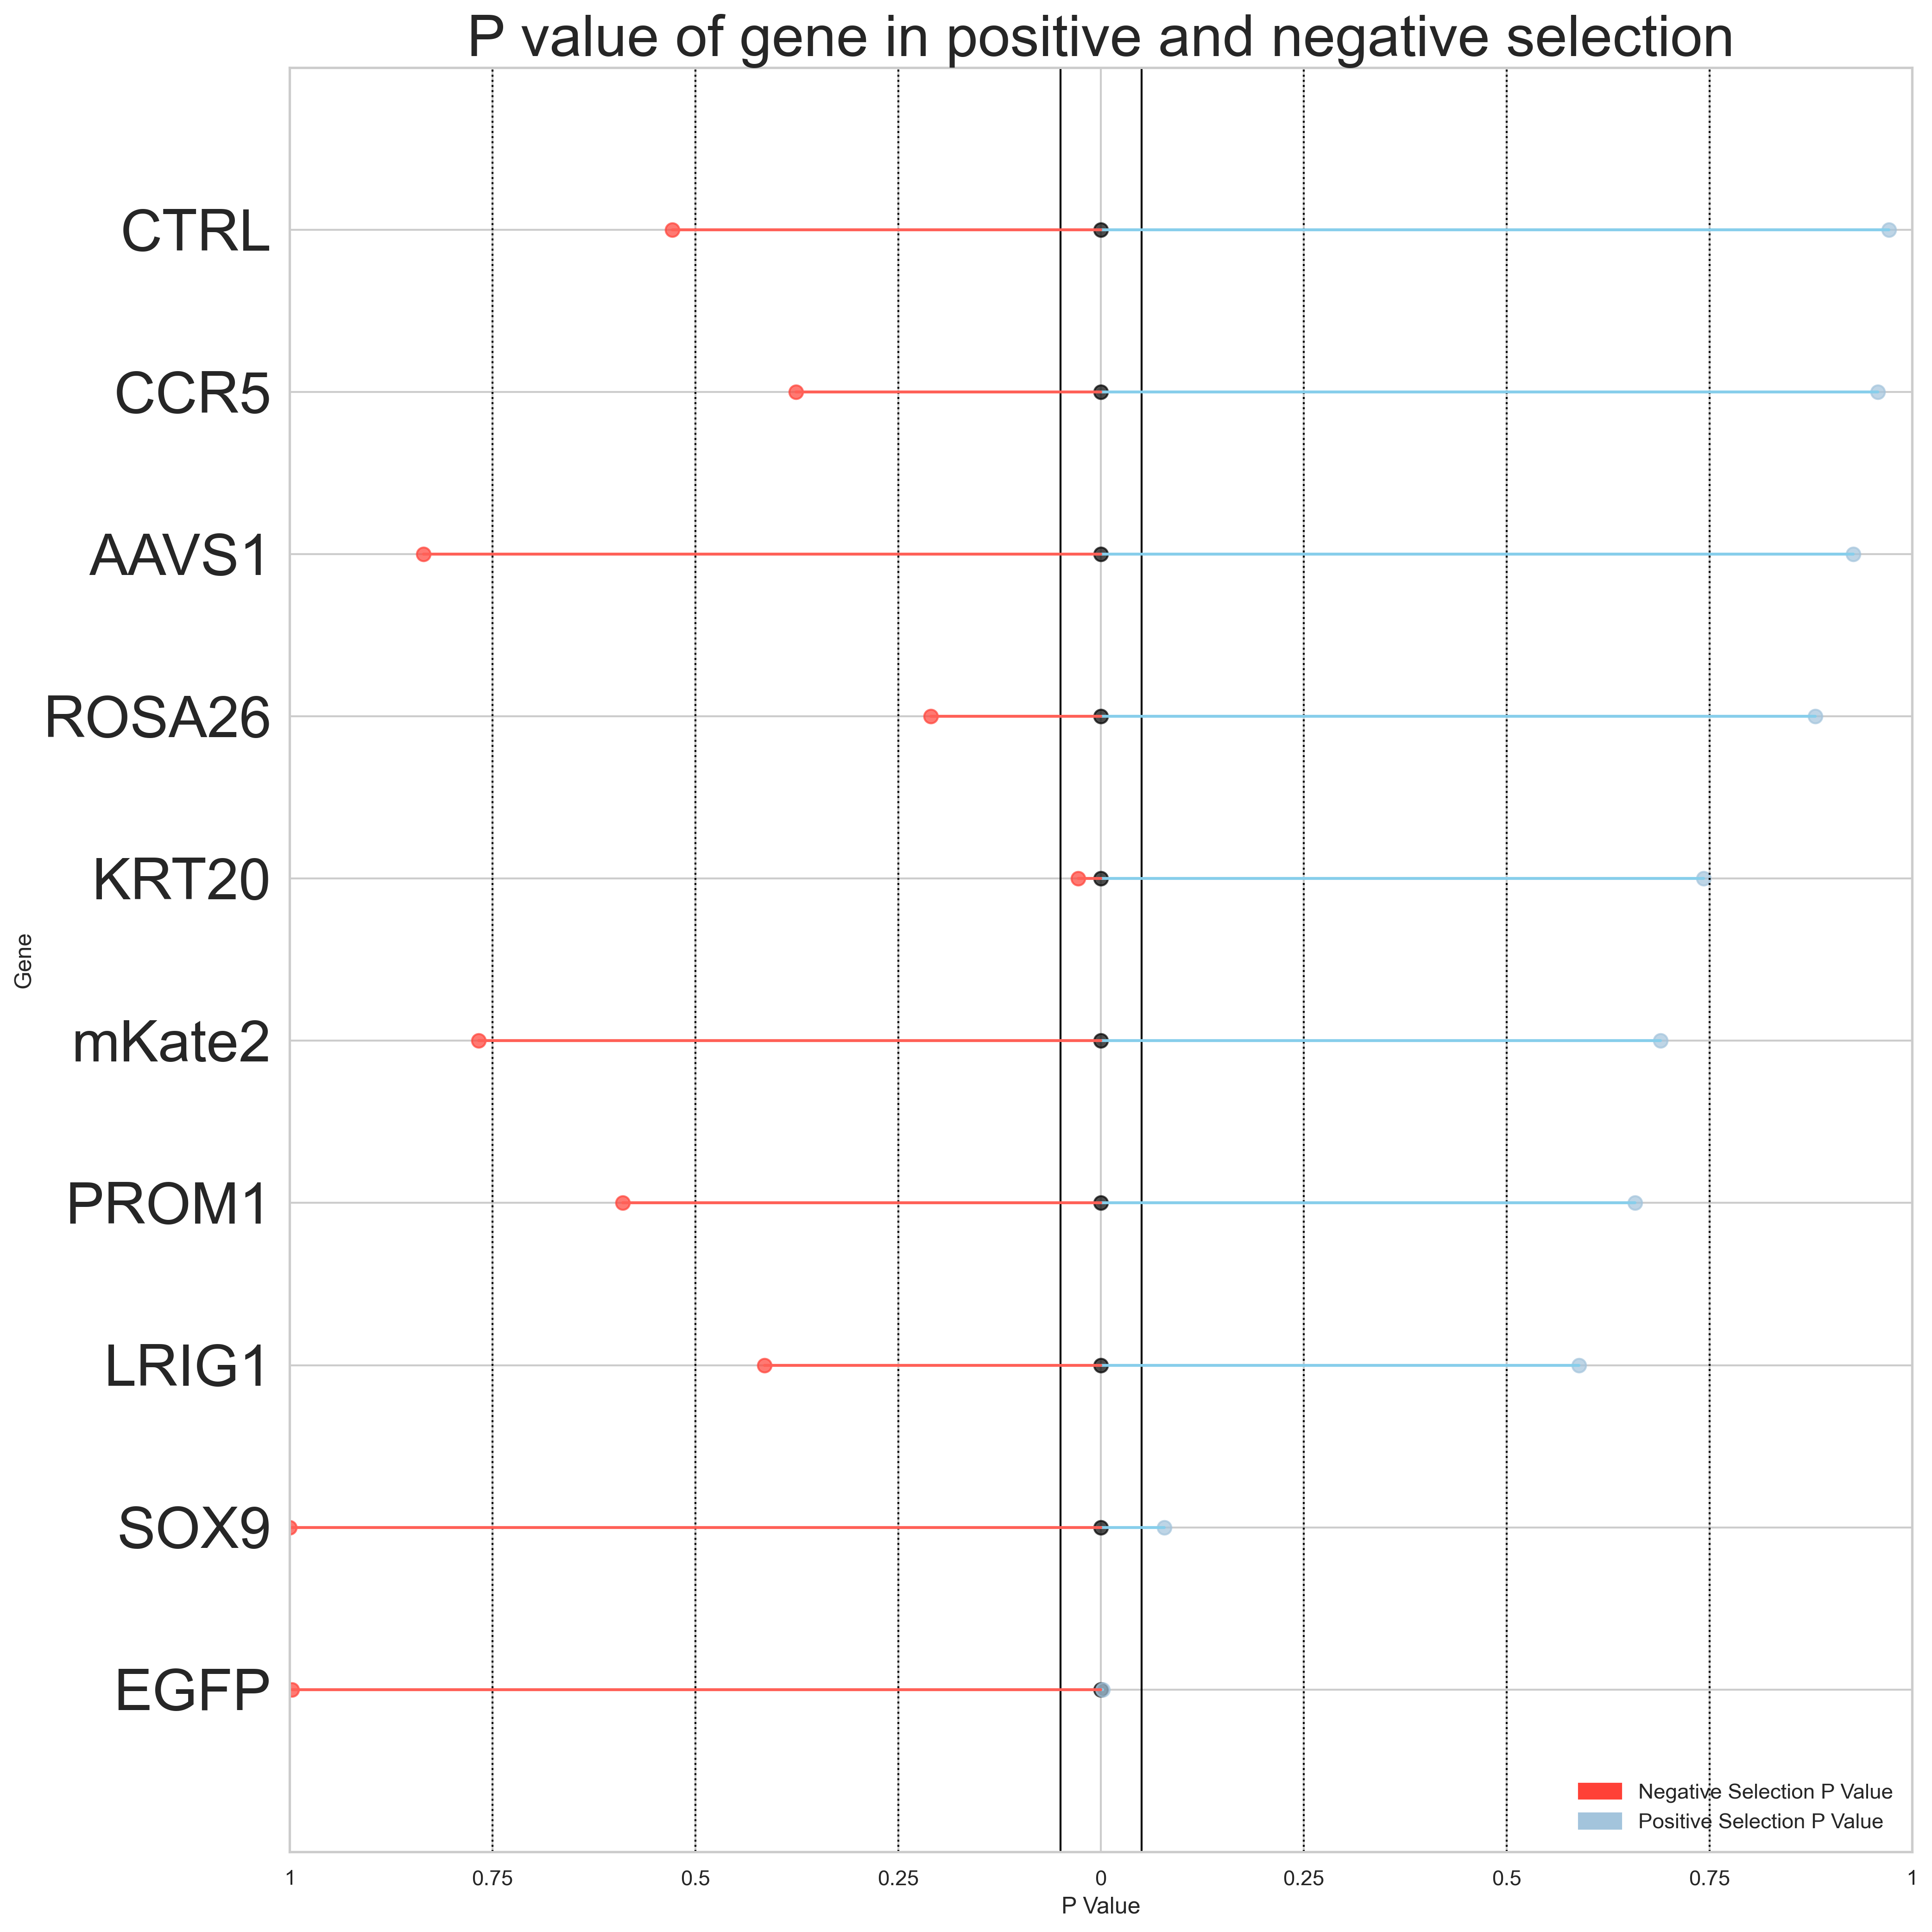 P value of gene in positive and negative selection
CTRL
CCR5
AAVS1
ROSA26
KRT20
Gene
mKate2
PROM1
LRIG1
SOX9
EGFP
Negative Selection P Value
Positive Selection P Value
1 0.75 0.5 0.25 0 0.25 0.5 0.75 1
P Value